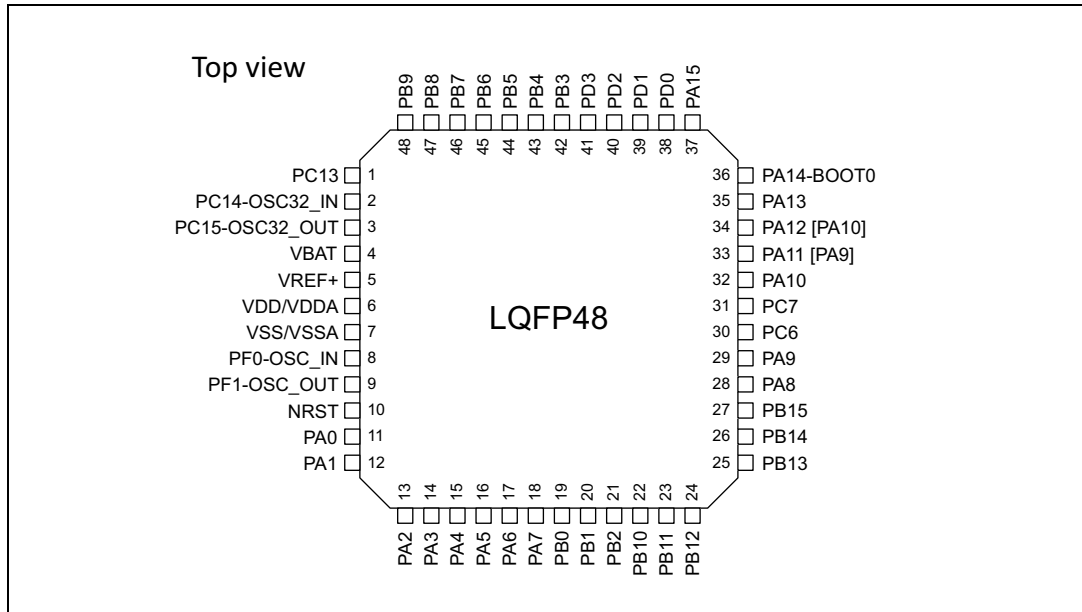 Top view
PB9
PB8
PB7
PB6
PB5
PB4
PB3
PD3
PD2
PD1
PD0
PA15
48
47
46
45
44
43
42
41
40
39
38
37
PC13 1
PC14-OSC32_IN 2
PC15-OSC32_OUT 3
VBAT 4
VREF+ 5
VDD/VDDA 6
VSS/VSSA 7
PF0-OSC_IN 8
PF1-OSC_OUT 9
NRST 10
PA0 11
PA1 12
LQFP48
36 PA14-BOOT0
35 PA13
34 PA12 [PA10]
33 PA11 [PA9]
32 PA10
31 PC7
30 PC6
29 PA9
28 PA8
27 PB15
26 PB14
25 PB13
13
14
15
16
17
18
19
20
21
22
23
24
PA2
PA3
PA4
PA5
PA6
PA7
PB0
PB1
PB2
PB10
PB11
PB12